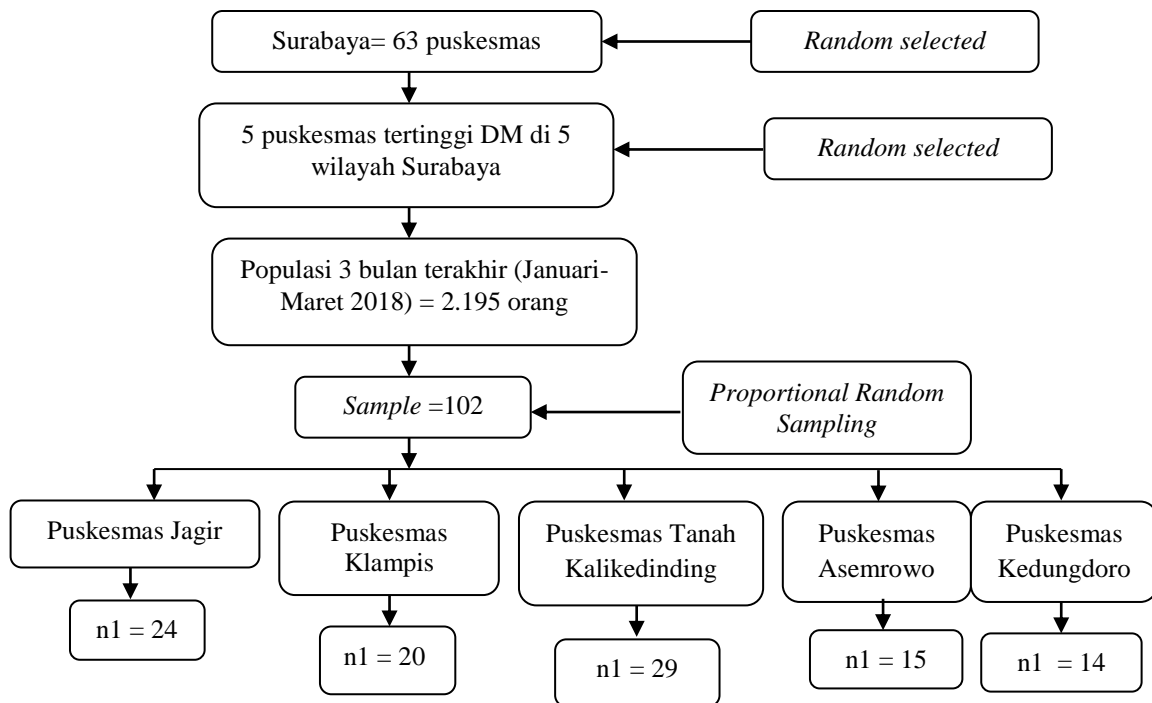 Surabaya= 63 puskesmas
Random selected
5 puskesmas tertinggi DM di 5
wilayah Surabaya
Random selected
Populasi 3 bulan terakhir (Januari-
Maret 2018) = 2.195 orang
Sample =102
Proportional Random
Sampling
Puskesmas Jagir
Puskesmas
Klampis
Puskesmas Tanah
Kalikedinding
Puskesmas
Asemrowo
Puskesmas
Kedungdoro
n1 = 24
n1 = 20
n1 = 29
n1 = 15
n1 = 14